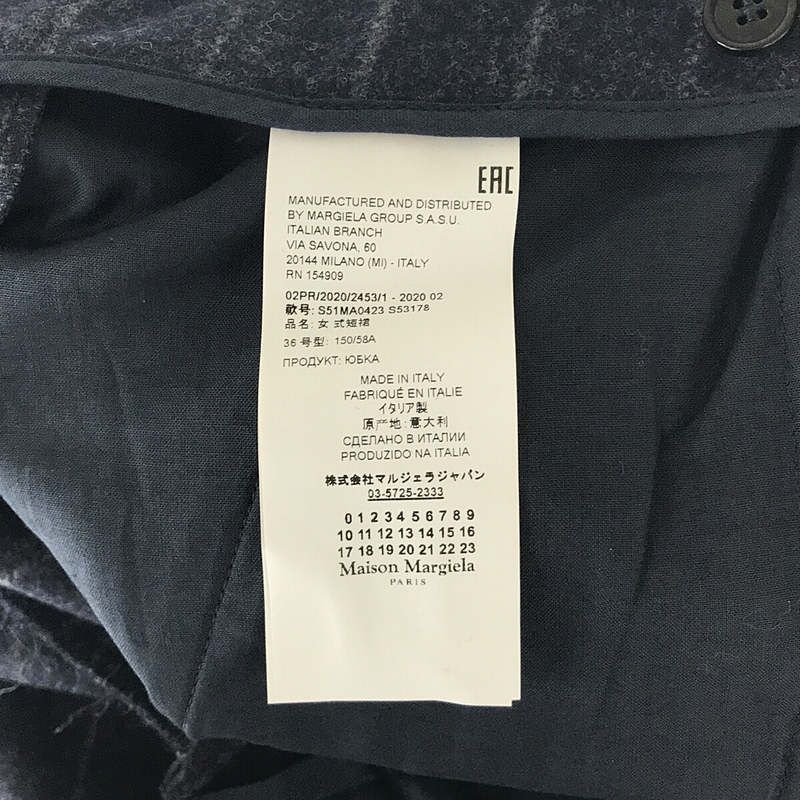 EAC
MANUFACTURED AND DISTRIBUTED
BY MARGIELA GROUP S.A.S.U.
ITALIAN BRANCH
VIA SAVONA, 60
20144 MILANO (MI) - ITALY
RN 154909
02PR/2020/2453/1 - 2020 02
款号: S51MA0423 S53178
品名: 女式短裙
36 号型: 150/58A
ПРОДУКТ: ЮБКА
MADE IN ITALY
FABRIQUÉ EN ITALIE
イタリア製
原产地: 意大利
СДЕЛАНО В ИТАЛИИ
PRODUZIDO NA ITALIA
株式会社マルジェラジャパン
03-5725-2333
0 1 2 3 4 5 6 7 8 9
10 11 12 13 14 15 16
17 18 19 20 21 22 23
Maison Margiela
PARIS